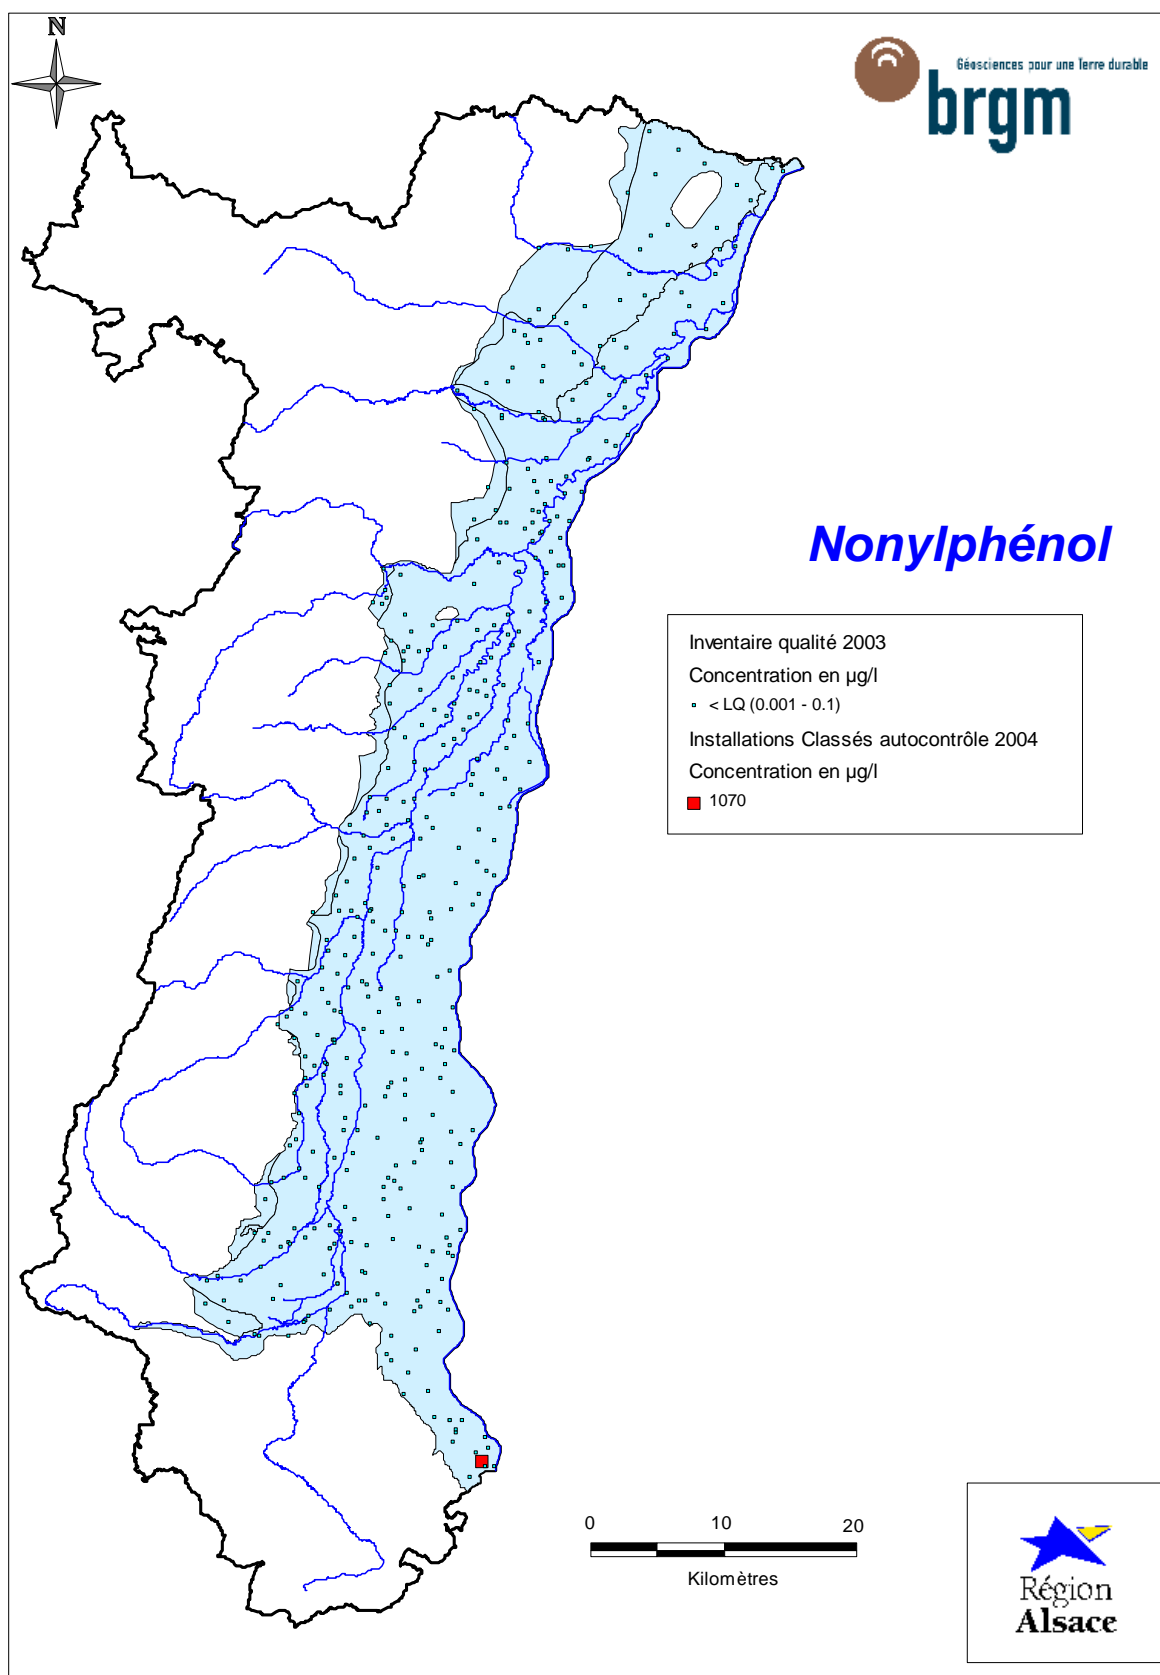 N
Géosciences pour une Terre durable
brgm
Nonylphénol
Inventaire qualité 2003
Concentration en µg/l
< LQ (0.001 - 0.1)
Installations Classés autocontrôle 2004
Concentration en µg/l
1070
0 10 20
Kilomètres
Région
Alsace